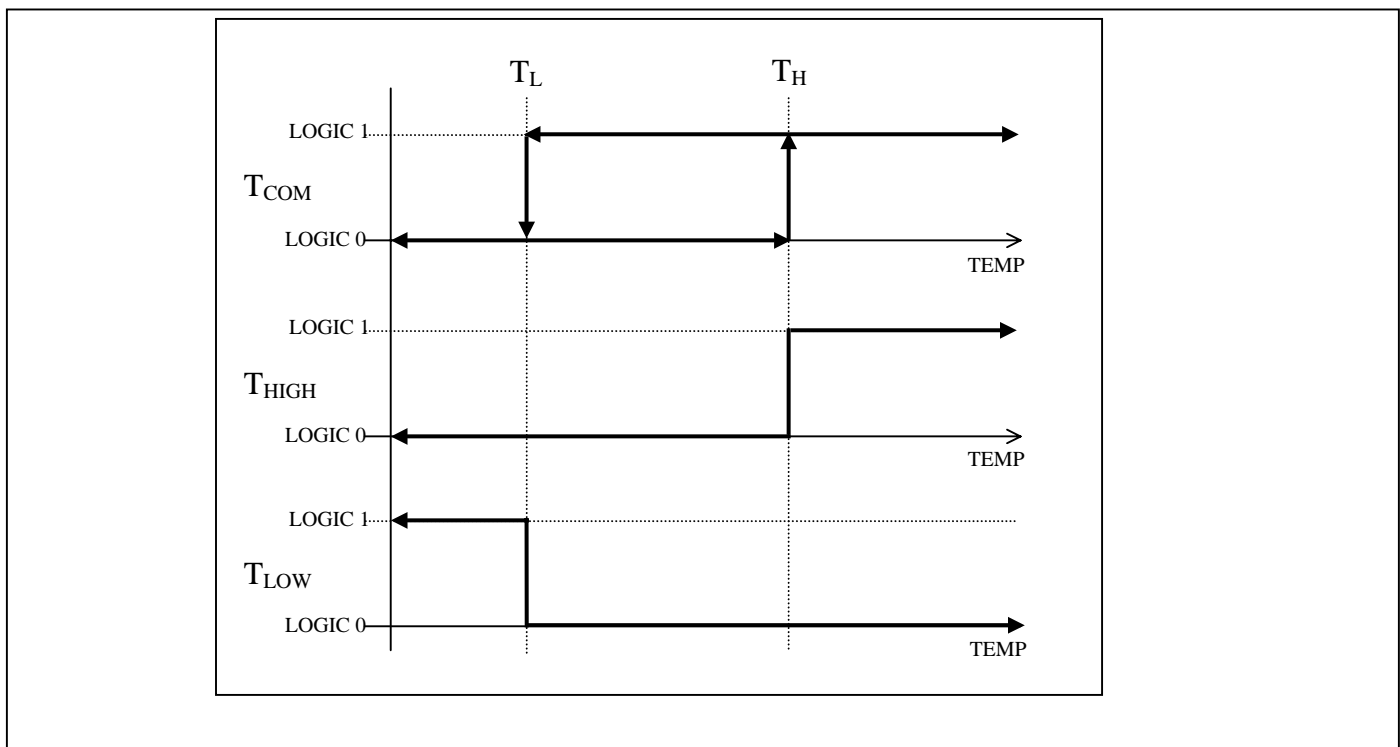 T_L T_H
LOGIC 1
T_COM
LOGIC 0
TEMP
LOGIC 1
T_HIGH
LOGIC 0
TEMP
LOGIC 1
T_LOW
LOGIC 0
TEMP